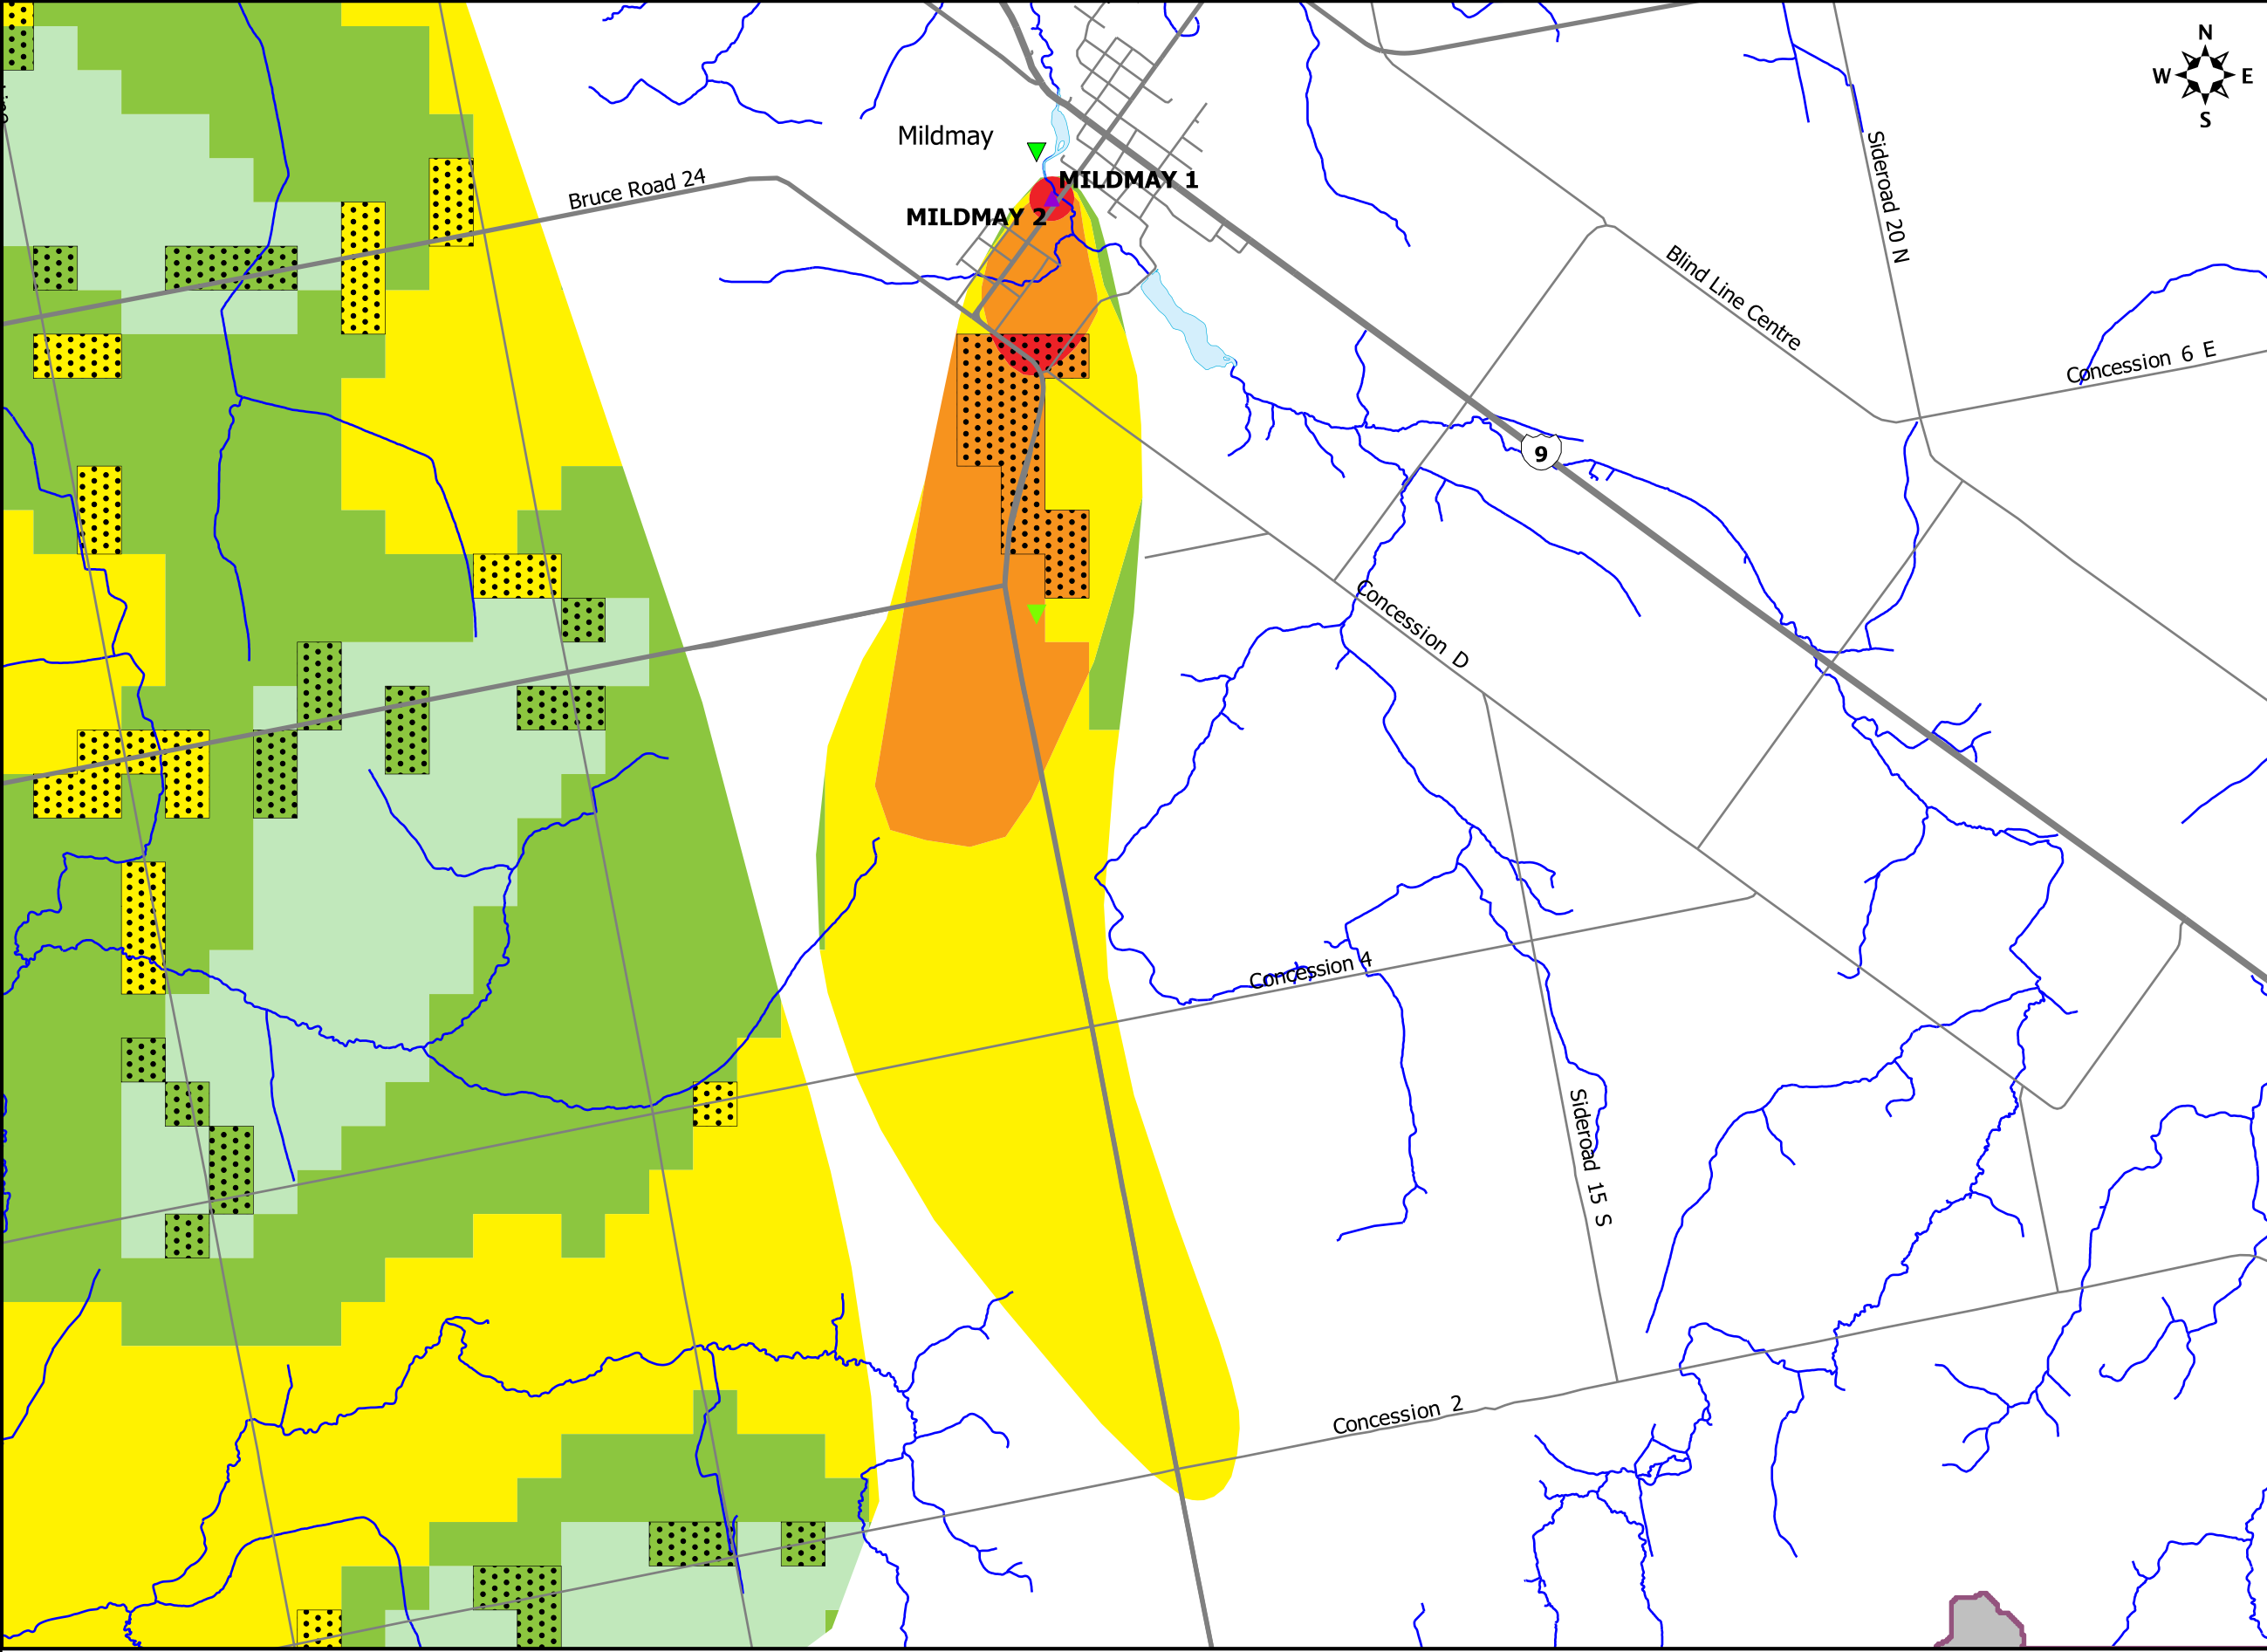 N
W E
S
Mildmay
MILDMAY 1
MILDMAY 2
Bruce Road 24
Sideroad 20 N
Blind Line Centre
Concession 6 E
9
Concession D
Concession 4
Sideroad 15 S
Concession 2